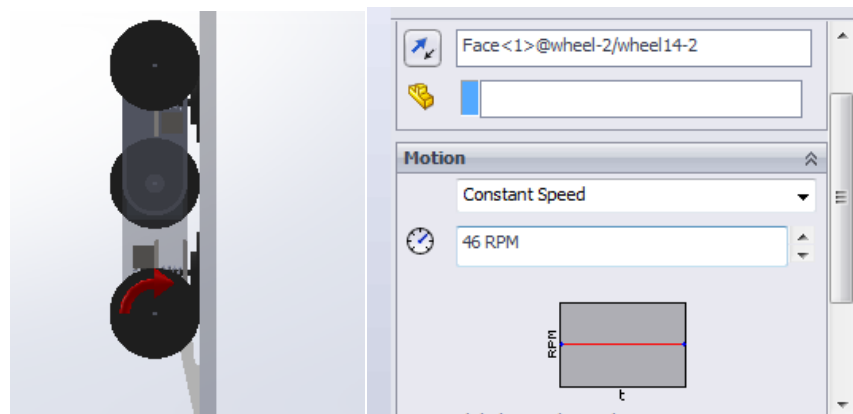 Face<1>@wheel-2/wheel14-2
Motion
Constant Speed
46 RPM
RPM
t